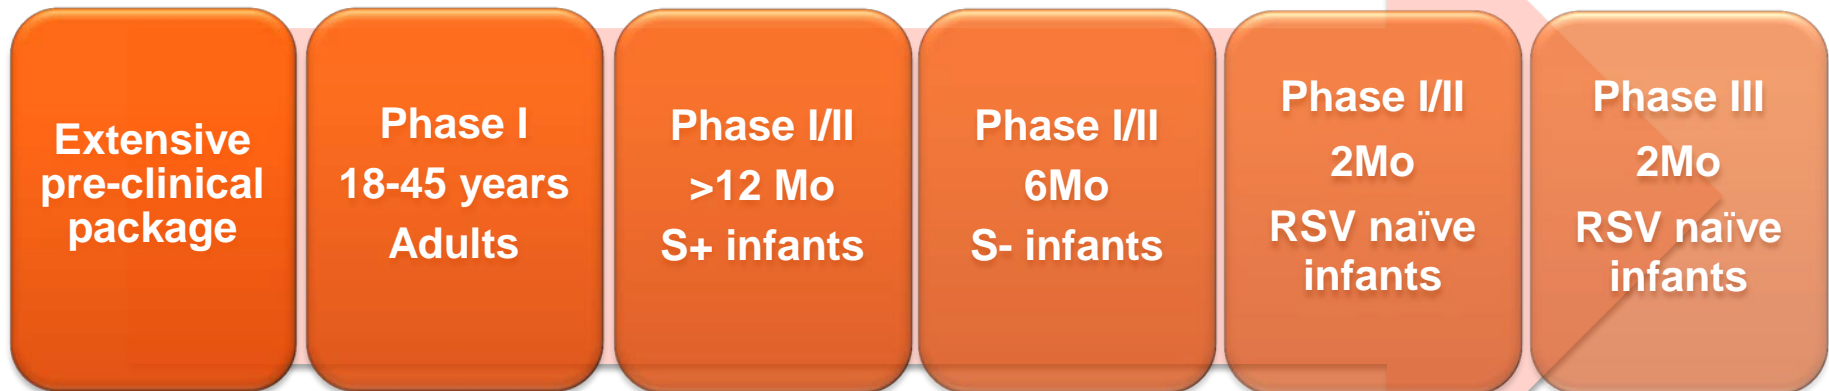 Extensive
pre-clinical
package
Phase I
18-45 years
Adults
Phase I/II
>12 Mo
S+ infants
Phase I/II
6Mo
S- infants
Phase I/II
2Mo
RSV naïve
infants
Phase III
2Mo
RSV naïve
infants